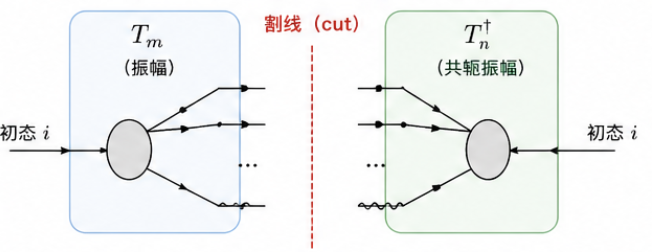 割线（cut）
T_m
（振幅）
T_n^†
（共轭振幅）
初态 i
初态 i
...
...